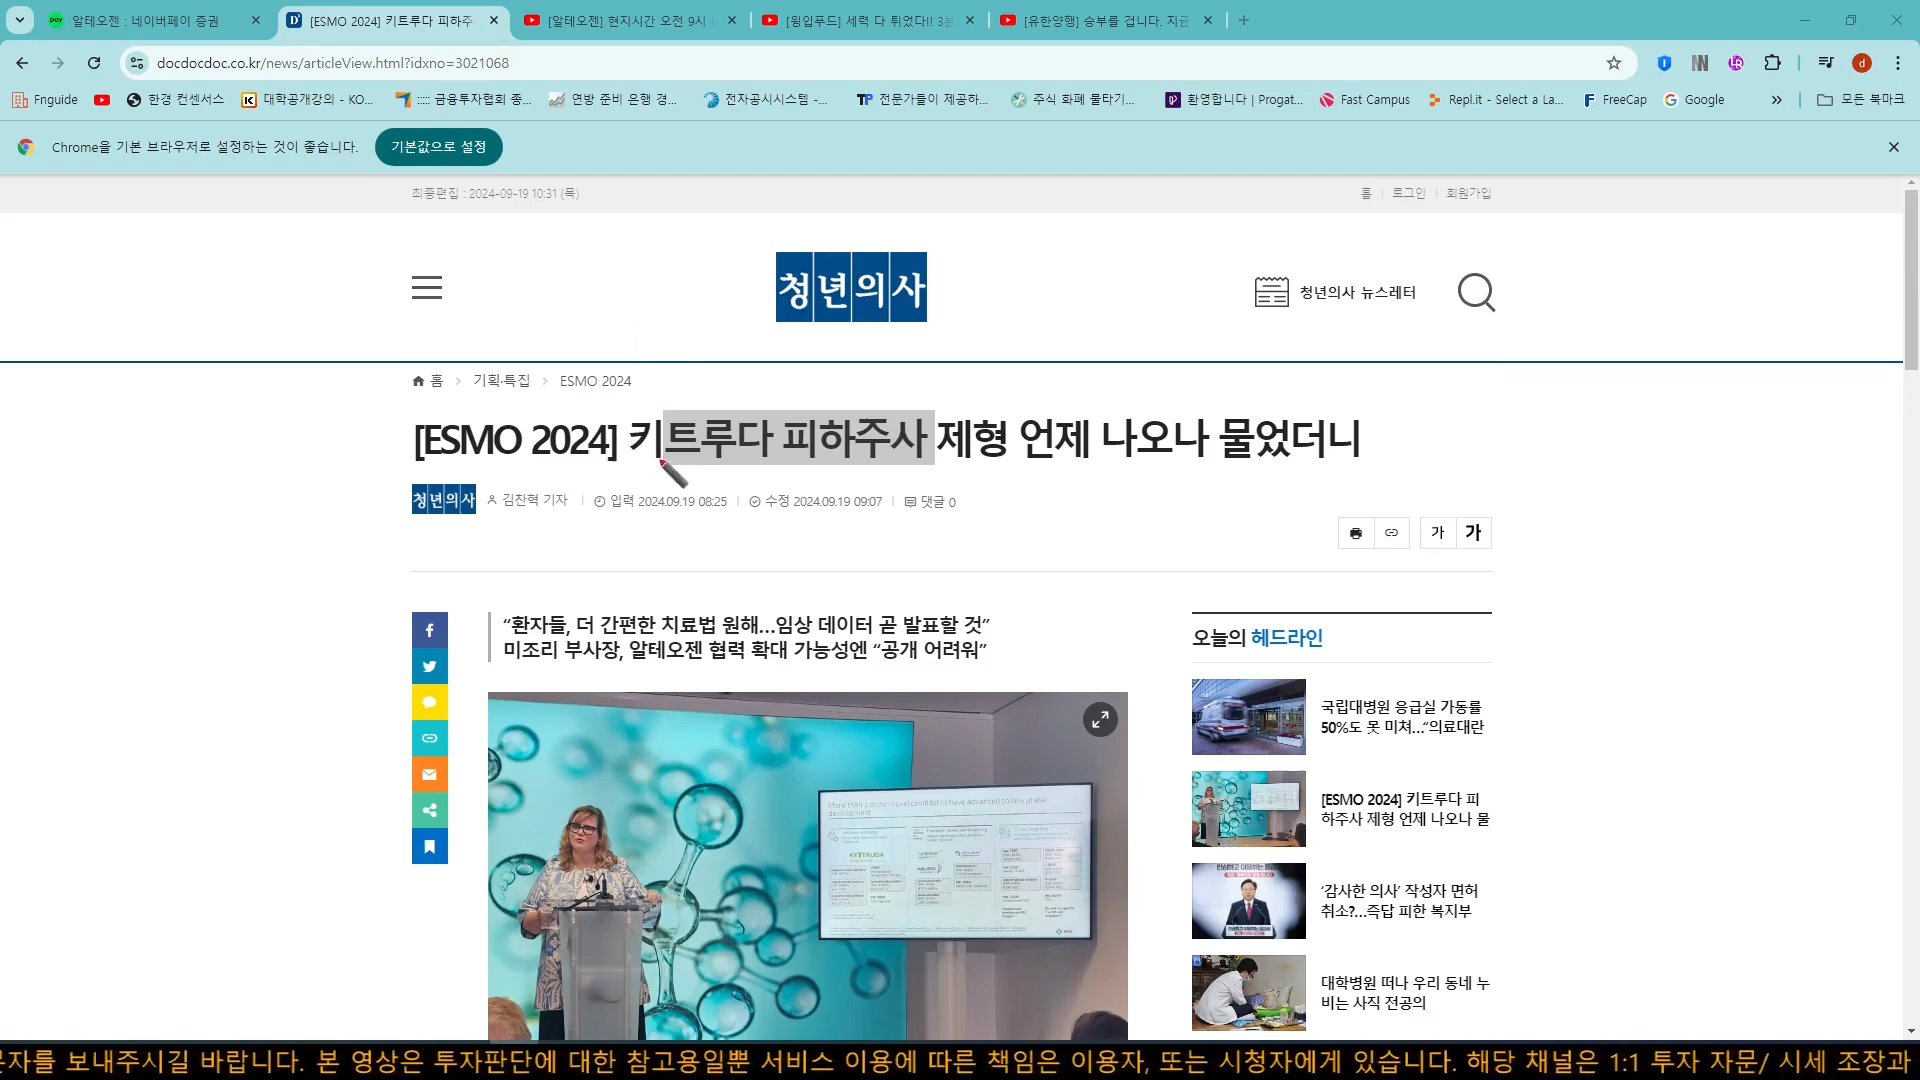 알테오젠 : 네이버페이 증권
[ESMO 2024] 키트루다 피하주
[알테오젠] 현지시간 오전 9시
[윙입푸드] 세력 다 튀었다!! 3
[유한양행] 승부를 겁니다. 지금
docdocdoc.co.kr/news/articleView.html?idxno=3021068
Fnguide
한경 컨센서스
대학공개강의 - KO...
::::: 금융투자협회 종...
연방 준비 은행 경...
전자공시시스템 -...
전문가들이 제공하...
주식 화폐 물타기...
환영합니다 | Progat...
Fast Campus
Repl.it - Select a La...
FreeCap
Google
모든 북마크
Chrome을 기본 브라우저로 설정하는 것이 좋습니다.
기본값으로 설정
최종편집 : 2024-09-19 10:31 (목)
홈
로그인
회원가입
청년의사
청년의사 뉴스레터
홈 > 기획·특집 > ESMO 2024
[ESMO 2024] 키트루다 피하주사 제형 언제 나오나 물었더니
청년의사
김찬혁 기자
입력 2024.09.19 08:25
수정 2024.09.19 09:07
댓글 0
가 가
“환자들, 더 간편한 치료법 원해…임상 데이터 곧 발표할 것”
미조리 부사장, 알테오젠 협력 확대 가능성엔 “공개 어려워”
More than a dozen novel candidates have advanced to late phase
development
KEYTRUDA
오늘의 헤드라인
국립대병원 응급실 가동률
50%도 못 미쳐…“의료대란
[ESMO 2024] 키트루다 피
하주사 제형 언제 나오나 물
‘감사한 의사’ 작성자 면허
취소?…즉답 피한 복지부
대학병원 떠나 우리 동네 누
비는 사직 전공의
문자를 보내주시길 바랍니다. 본 영상은 투자판단에 대한 참고용일뿐 서비스 이용에 따른 책임은 이용자, 또는 시청자에게 있습니다. 해당 채널은 1:1 투자 자문/ 시세 조장과